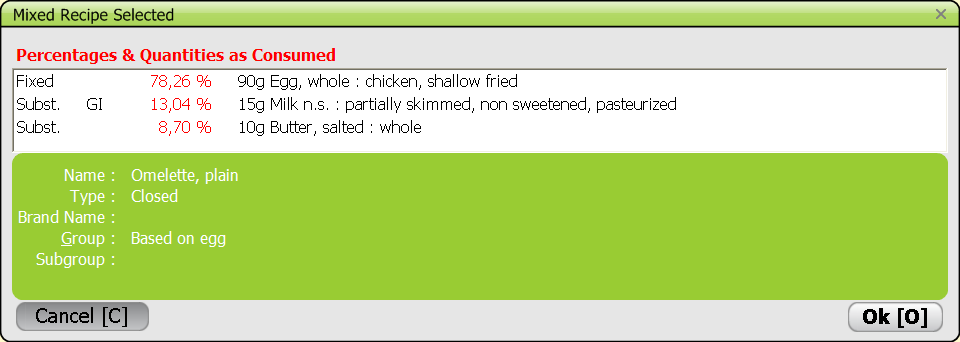 Mixed Recipe Selected
Percentages & Quantities as Consumed
Fixed 78,26 % 90g Egg, whole : chicken, shallow fried
Subst. GI 13,04 % 15g Milk n.s. : partially skimmed, non sweetened, pasteurized
Subst. 8,70 % 10g Butter, salted : whole
Name : Omelette, plain
Type : Closed
Brand Name :
Group : Based on egg
Subgroup :
Cancel [C] Ok [O]